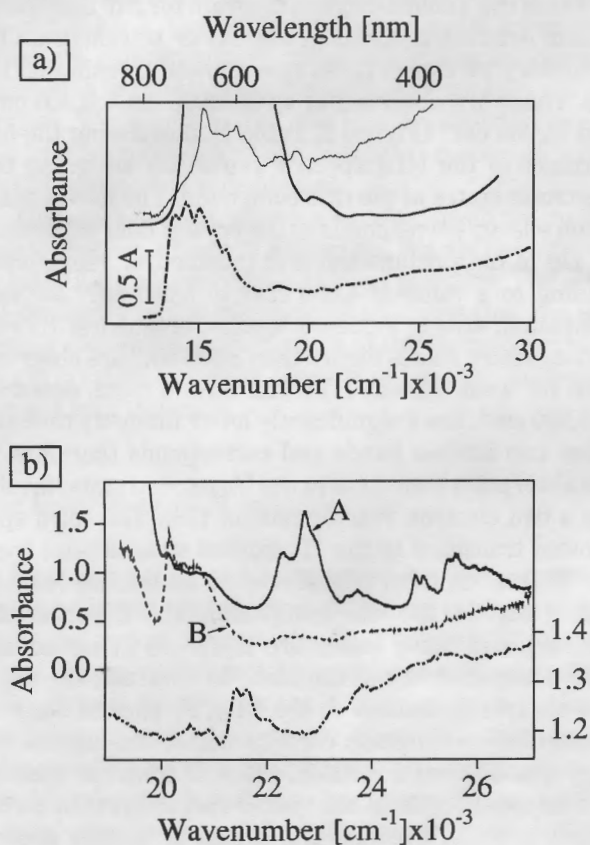 Wavelength [nm]
a)
800 600 400
Absorbance
0.5 A
15 20 25 30
Wavenumber [cm⁻¹]×10⁻³
b)
A
1.5
1.0
B
0.5
1.4
0.0
1.3
1.2
Absorbance
20 22 24 26
Wavenumber [cm⁻¹]×10⁻³